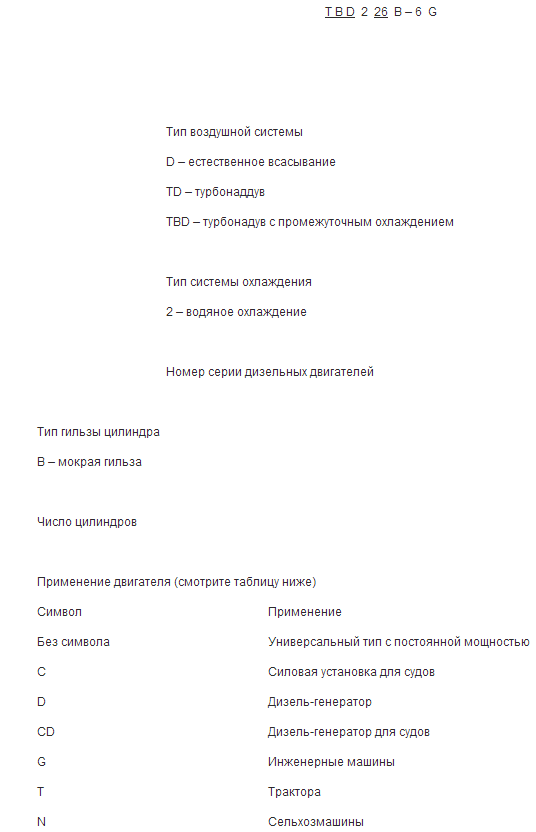 T B D 2 26 B – 6 G
Тип воздушной системы
D – естественное всасывание
TD – турбонаддув
TBD – турбонадув с промежуточным охлаждением
Тип системы охлаждения
2 – водяное охлаждение
Номер серии дизельных двигателей
Тип гильзы цилиндра
B – мокрая гильза
Число цилиндров
Применение двигателя (смотрите таблицу ниже)
Символ Применение
Без символа Универсальный тип с постоянной мощностью
C Силовая установка для судов
D Дизель-генератор
CD Дизель-генератор для судов
G Инженерные машины
T Трактора
N Сельхозмашины